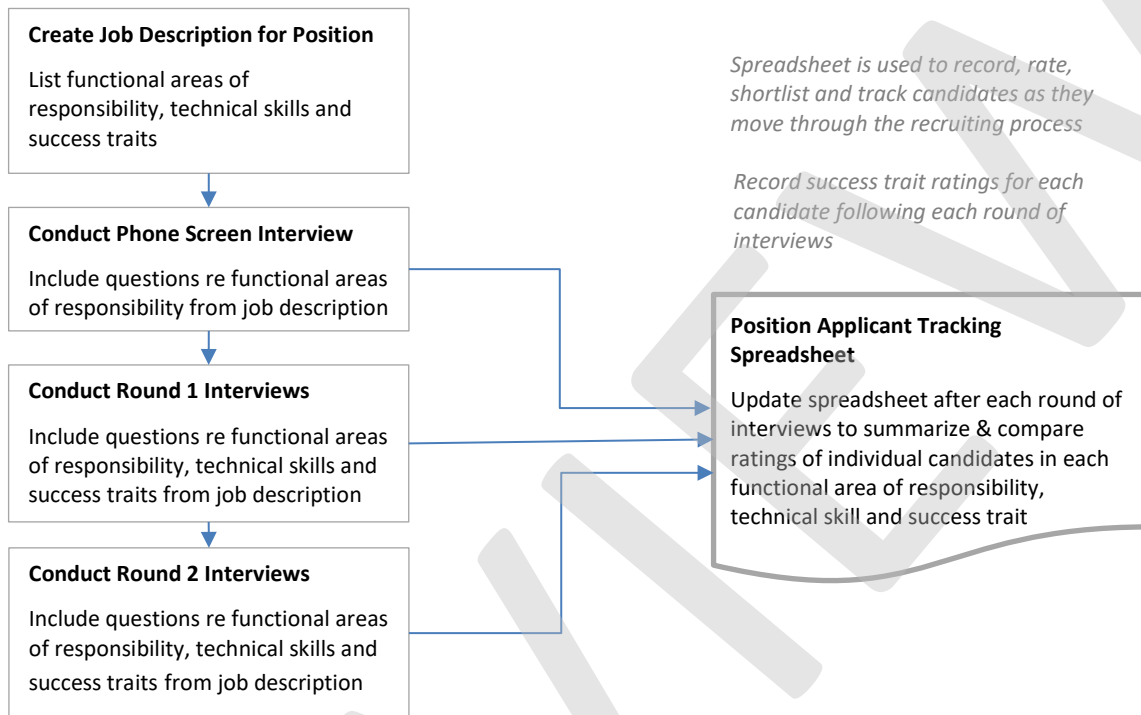 Create Job Description for Position
List functional areas of
responsibility, technical skills and
success traits
Conduct Phone Screen Interview
Include questions re functional areas
of responsibility from job description
Conduct Round 1 Interviews
Include questions re functional areas
of responsibility, technical skills and
success traits from job description
Conduct Round 2 Interviews
Include questions re functional areas
of responsibility, technical skills and
success traits from job description
Spreadsheet is used to record, rate,
shortlist and track candidates as they
move through the recruiting process
Record success trait ratings for each
candidate following each round of
interviews
Position Applicant Tracking
Spreadsheet
Update spreadsheet after each round of
interviews to summarize & compare
ratings of individual candidates in each
functional area of responsibility,
technical skill and success trait